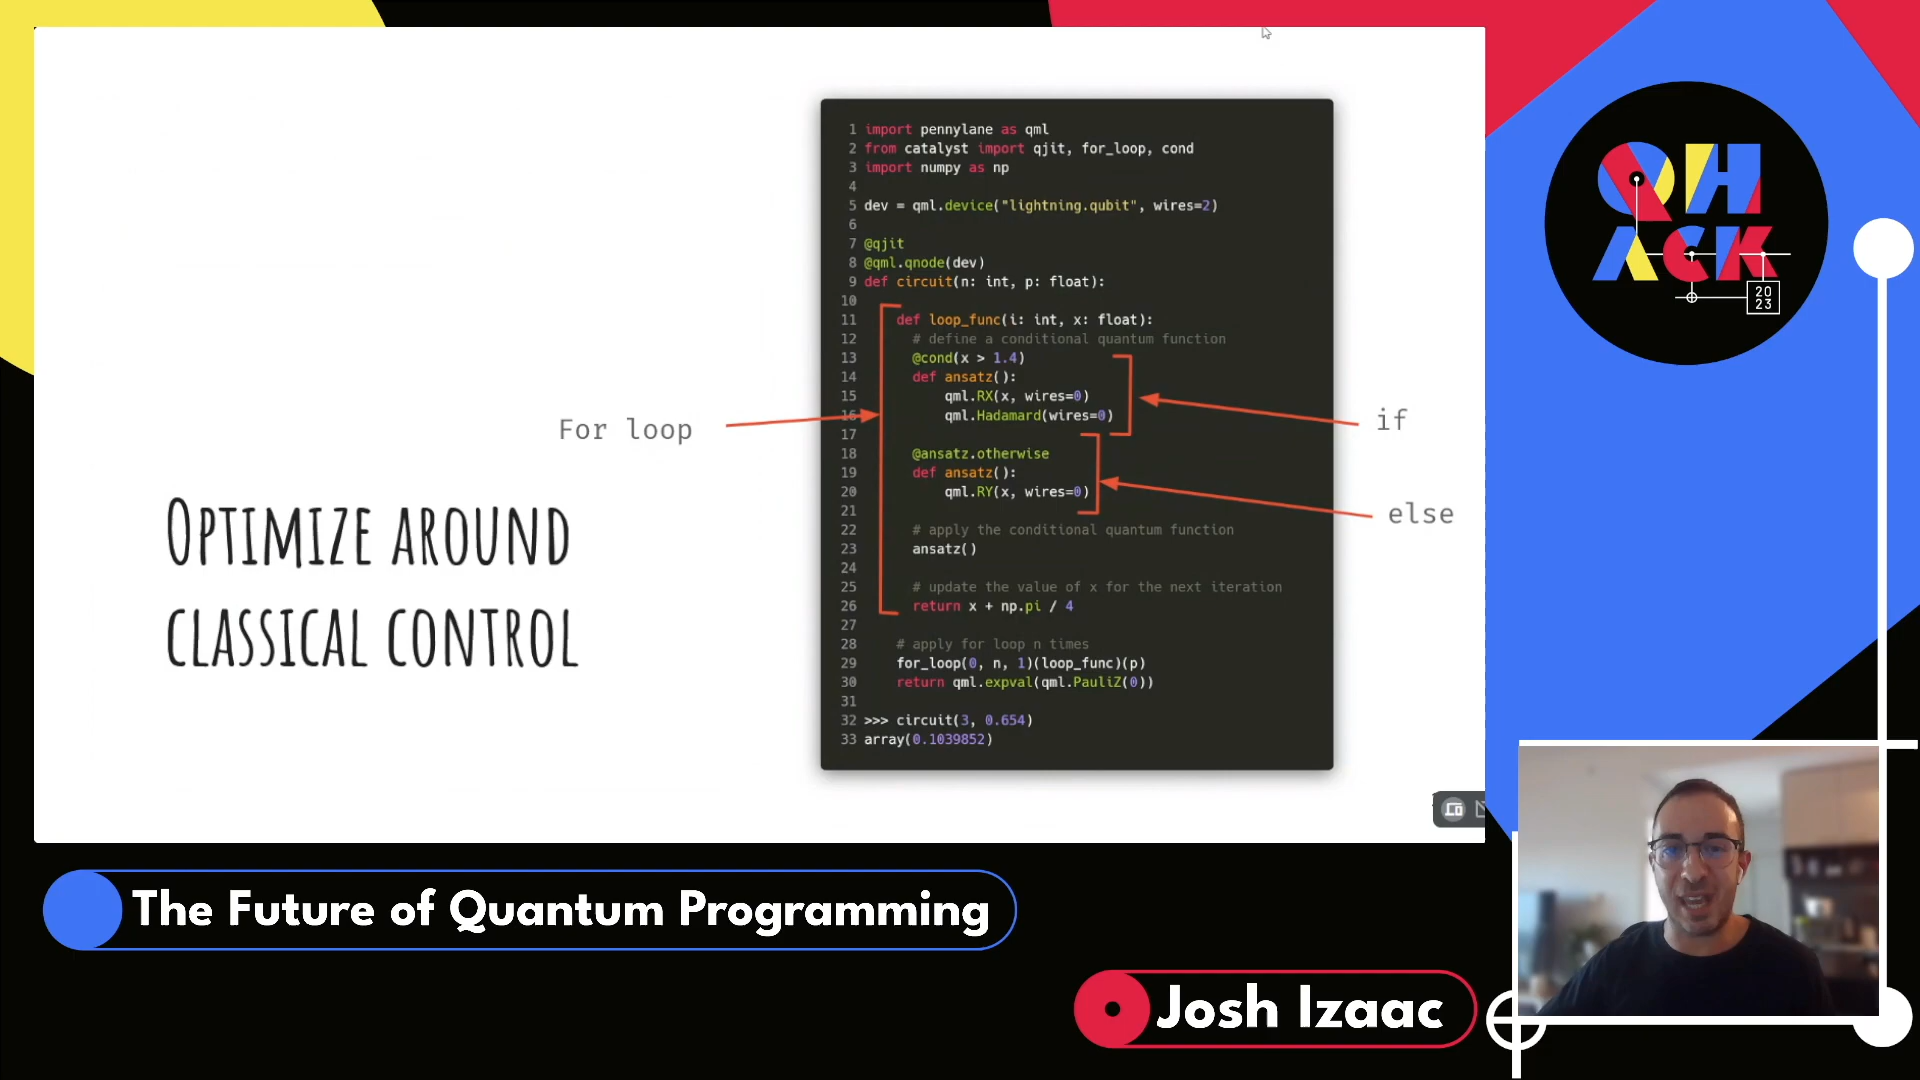 OPTIMIZE AROUND
CLASSICAL CONTROL
For loop
1 import pennylane as qml
2 from catalyst import qjit, for_loop, cond
3 import numpy as np
4
5 dev = qml.device("lightning.qubit", wires=2)
6
7 @qjit
8 @qml.qnode(dev)
9 def circuit(n: int, p: float):
10
11 def loop_func(i: int, x: float):
12 # define a conditional quantum function
13 @cond(x > 1.4)
14 def ansatz():
15 qml.RX(x, wires=0)
16 qml.Hadamard(wires=0)
17
18 @ansatz.otherwise
19 def ansatz():
20 qml.RY(x, wires=0)
21
22 # apply the conditional quantum function
23 ansatz()
24
25 # update the value of x for the next iteration
26 return x + np.pi / 4
27
28 # apply for loop n times
29 for_loop(0, n, 1)(loop_func)(p)
30 return qml.expval(qml.PauliZ(0))
31
32 >>> circuit(3, 0.654)
33 array(0.1039852)
if
else
QH
ACK
20
23
The Future of Quantum Programming
Josh Izaac